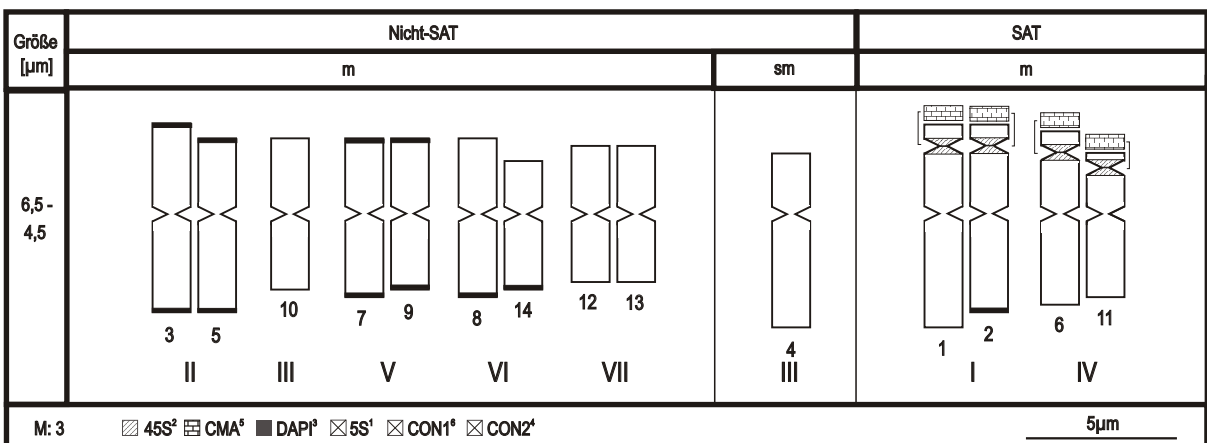 Größe
[µm]
Nicht-SAT
SAT
m
sm
m
6,5 -
4,5
3 5 10 7 9 8 14 12 13 4 1 2 6 11
II III V VI VII III I IV
M: 3 45S² CMA⁵ DAPI³ 5S¹ CON1⁶ CON2⁴ 5µm